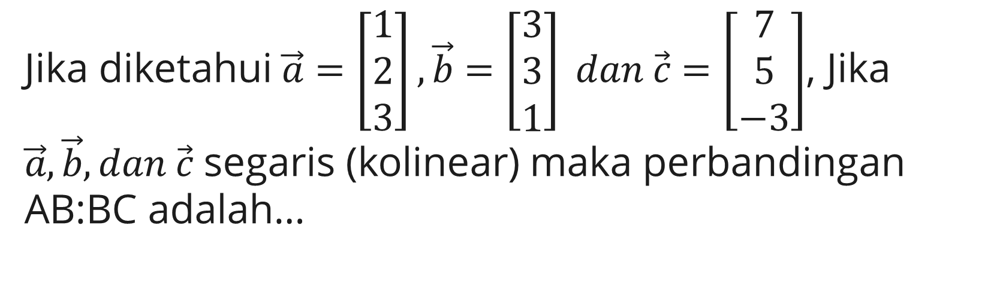 Jika diketahui $\vec{a} = \begin{bmatrix} 1 \\ 2 \\ 3 \end{bmatrix}, \vec{b} = \begin{bmatrix} 3 \\ 3 \\ 1 \end{bmatrix}$ dan $\vec{c} = \begin{bmatrix} 7 \\ 5 \\ -3 \end{bmatrix}$, Jika
$\vec{a}, \vec{b}$, dan $\vec{c}$ segaris (kolinear) maka perbandingan
AB:BC adalah...